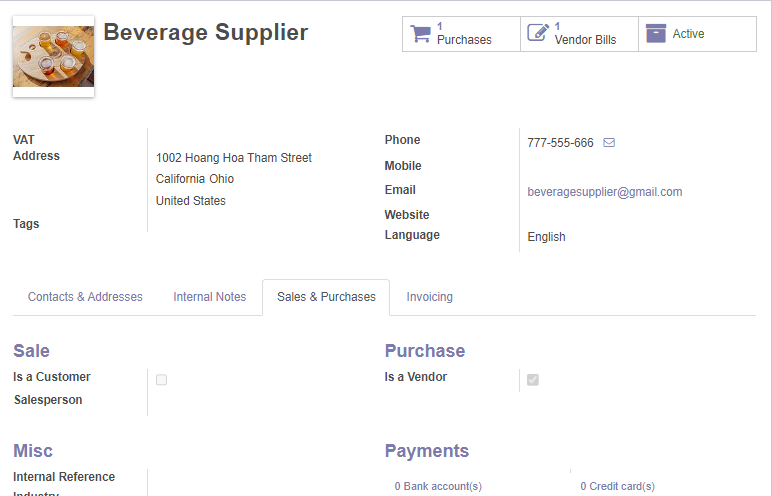 Beverage Supplier
1
Purchases
1
Vendor Bills
Active
VAT
Address
1002 Hoang Hoa Tham Street
California Ohio
United States
Tags
Phone
777-555-666
Mobile
Email
beveragesupplier@gmail.com
Website
Language
English
Contacts & Addresses
Internal Notes
Sales & Purchases
Invoicing
Sale
Is a Customer
Salesperson
Purchase
Is a Vendor
Misc
Internal Reference
Industry
Payments
0 Bank account(s)
0 Credit card(s)